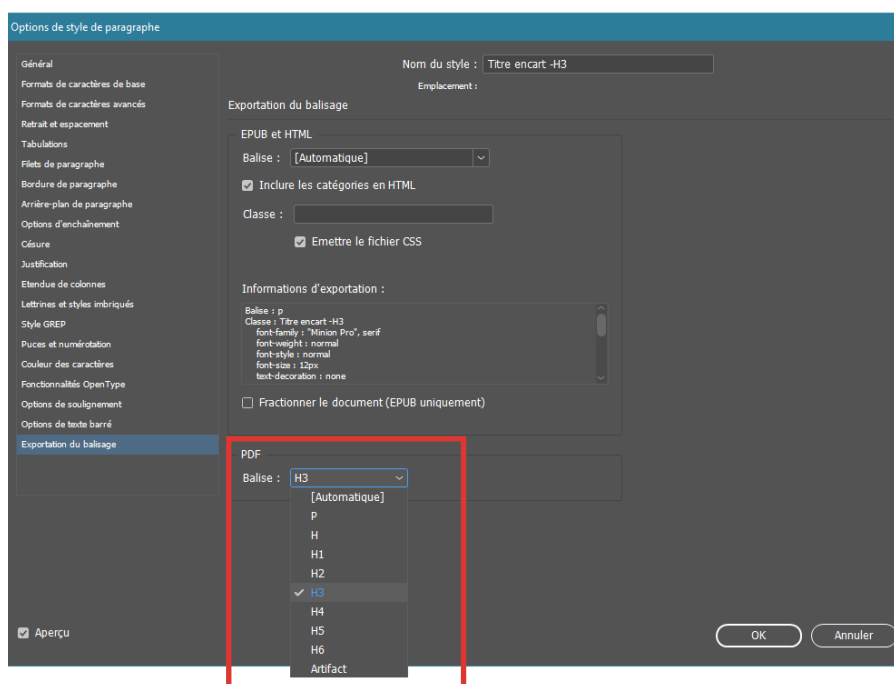 Options de style de paragraphe
Général
Formats de caractères de base
Formats de caractères avancés
Retrait et espacement
Tabulations
Filets de paragraphe
Bordure de paragraphe
Arrière-plan de paragraphe
Options d'enchaînement
Césure
Justification
Etendue de colonnes
Lettrines et styles imbriqués
Style GREP
Puces et numérotation
Couleur des caractères
Fonctionnalités OpenType
Options de soulignement
Options de texte barré
Exportation du balisage
Nom du style : Titre encart -H3
Emplacement :
Exportation du balisage
EPUB et HTML
Balise : [Automatique]
Inclure les catégories en HTML
Classe :
Emettre le fichier CSS
Informations d'exportation :
Balise : p
Classe : Titre encart -H3
font-family : "Minion Pro", serif
font-weight : normal
font-style : normal
font-size : 12px
text-decoration : none
Fractionner le document (EPUB uniquement)
PDF
Balise : H3
[Automatique]
P
H
H1
H2
H3
H4
H5
H6
Artifact
Aperçu
OK
Annuler